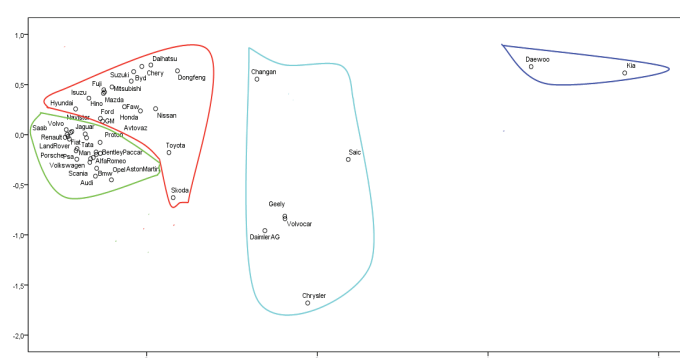 1,0
Daihatsu
Daewoo
Suzuki
Chery
Kia
Changan
Byd
Dongfeng
0,5
Fuji
Mitsubishi
Isuzu
Mazda
Hyundai
Hino
Faw
Ford
Nissan
Navistar
Honda
Volvo
GM
Saab
Jaguar
Avtovaz
0,0
Renault
Proton
Fiat
Tata
LandRover
Toyota
Saic
Porsche
Psa
Man
BentleyPaccar
Volkswagen
AlfaRomeo
Scania
Bmw
Opel
AstonMartin
Audi
-0,5
Skoda
Geely
Volvocar
-1,0
DaimlerAG
Chrysler
-1,5
-2,0